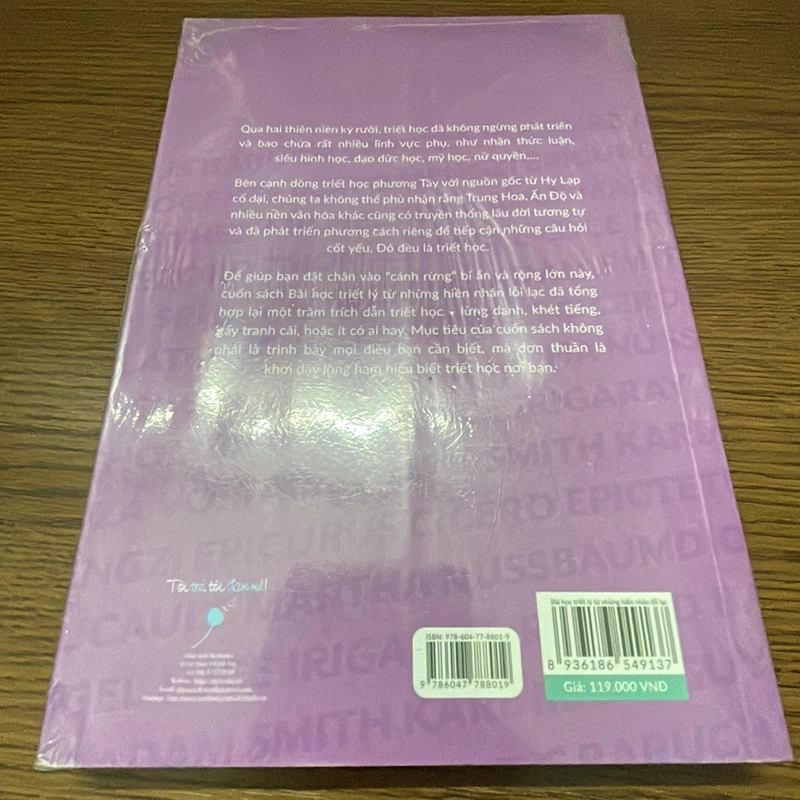 Qua hai thiên niên kỷ rưỡi, triết học đã không ngừng phát triển
và bao chứa rất nhiều lĩnh vực phụ, như nhận thức luận,
siêu hình học, đạo đức học, mỹ học, nữ quyền,...
Bên cạnh dòng triết học phương Tây với nguồn gốc từ Hy Lạp
cổ đại, chúng ta không thể phủ nhận rằng Trung Hoa, Ấn Độ và
nhiều nền văn hóa khác cũng có truyền thống lâu đời tương tự
và đã phát triển phương cách riêng để tiếp cận những câu hỏi
cốt yếu. Đó đều là triết học.
Để giúp bạn đặt chân vào "cánh rừng" bí ẩn và rộng lớn này,
cuốn sách Bài học triết lý từ những hiền nhân lỗi lạc đã tổng
hợp lại một trăm trích dẫn triết học - lừng danh, khét tiếng,
gây tranh cãi, hoặc ít có ai hay. Mục tiêu của cuốn sách không
phải là trình bày mọi điều bạn cần biết, mà đơn thuần là
khơi dậy lòng ham hiểu biết triết học nơi bạn.
IGARAY
SMITH KAR
EPICURUS CICERO EPICTET
NUSSBAUM
IRIGA
ADAM SMITH KAR
BARUCH
Tôi trẻ, tôi đam mê!
ISBN: 978-604-77-8801-9
9 786047 788019
Bài học triết lý từ những hiền nhân lỗi lạc
8 936186 549137
Giá: 119.000 VND